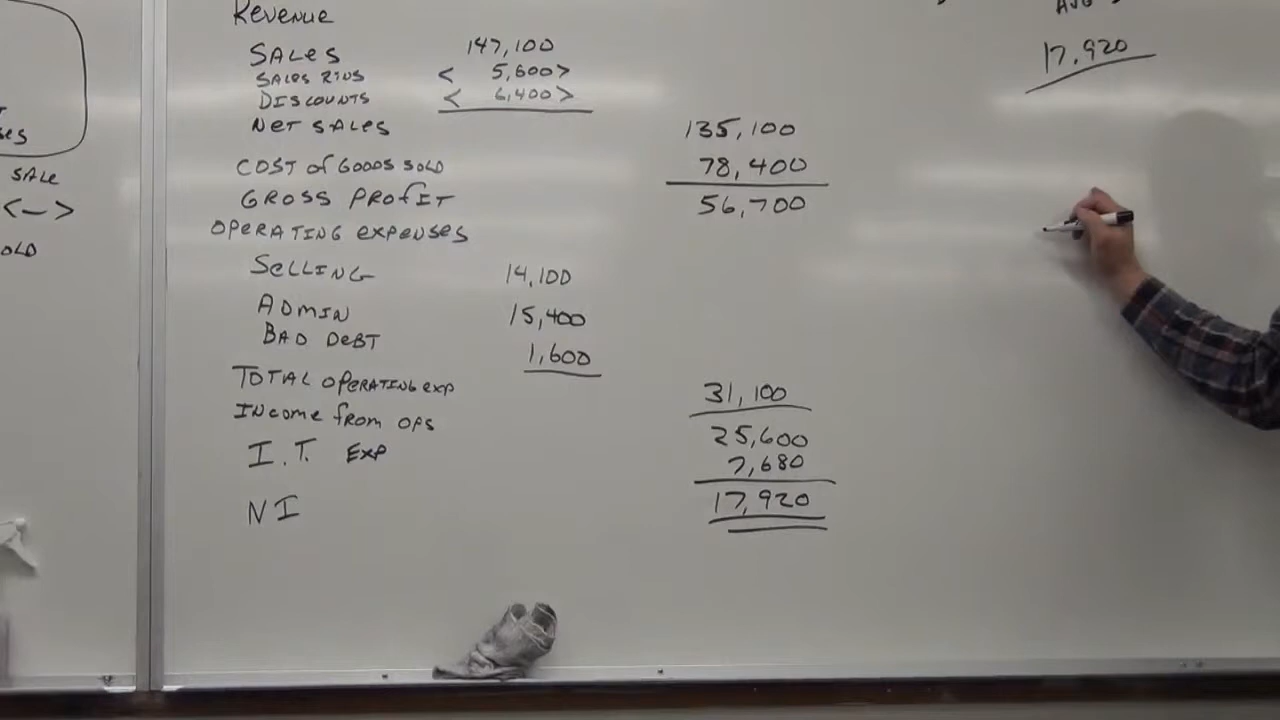 SALE
<->
OLD
Revenue
SALES 147,100
SALES RTNS < 5,600>
DISCOUNTS < 6,400>
NET SALES 135,100
COST of GOODS SOLD 78,400
GROSS PROFIT 56,700
OPERATING expenses
SELLING 14,100
ADMIN 15,400
BAD DEBT 1,600
TOTAL OPERATING EXP 31,100
INCome from OPS 25,600
I.T. EXP 7,680
NI 17,920
AVG
17,920